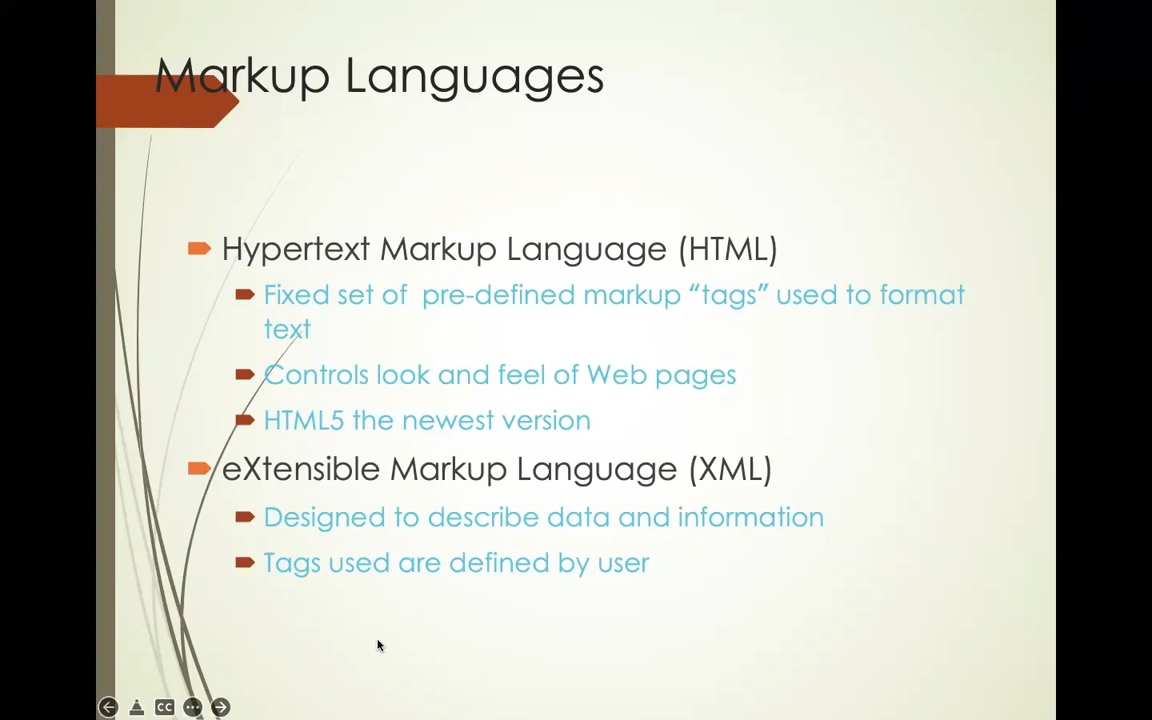 Markup Languages
Hypertext Markup Language (HTML)
Fixed set of  pre-defined markup “tags” used to format
text
Controls look and feel of Web pages
HTML5 the newest version
eXtensible Markup Language (XML)
Designed to describe data and information
Tags used are defined by user
CC